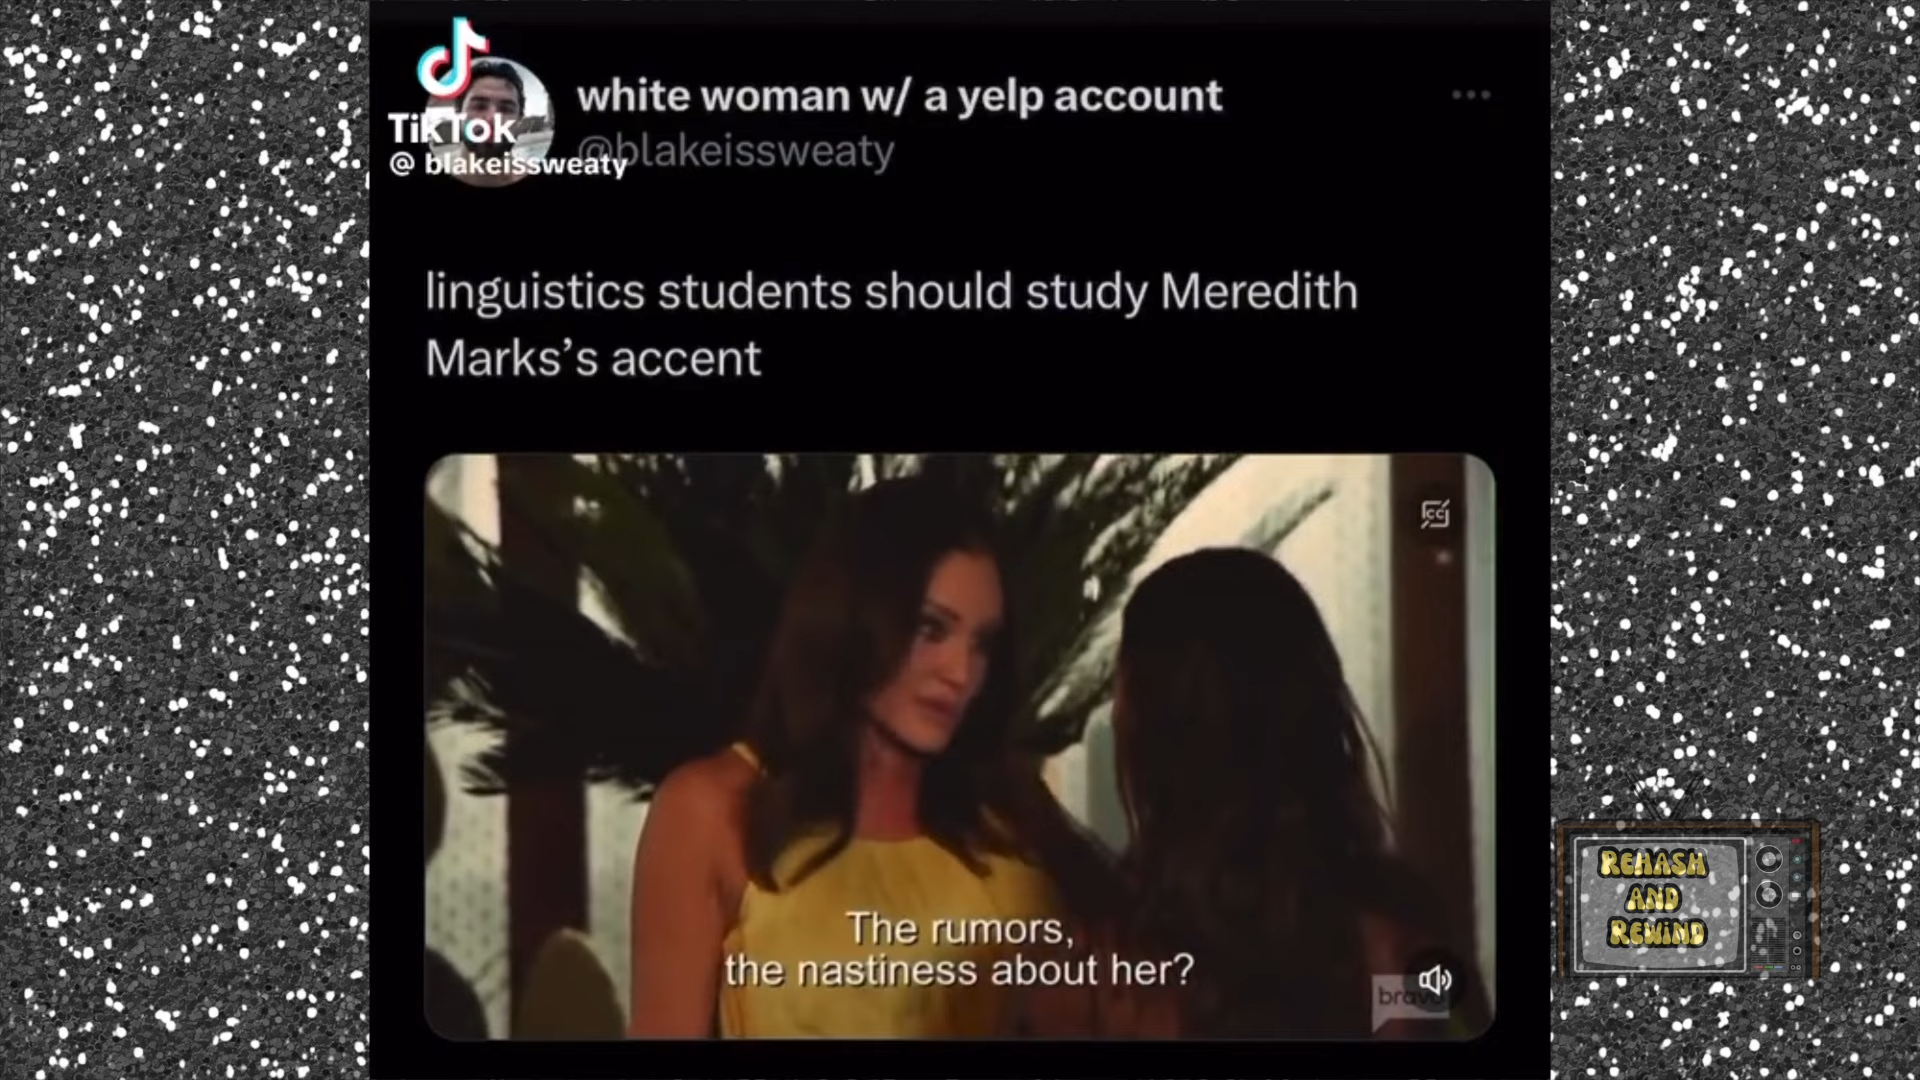 TikTok
@ blakeissweaty
white woman w/ a yelp account
@blakeissweaty
linguistics students should study Meredith
Marks’s accent
CC
The rumors,
the nastiness about her?
bravo
REHASH
AND
REWIND